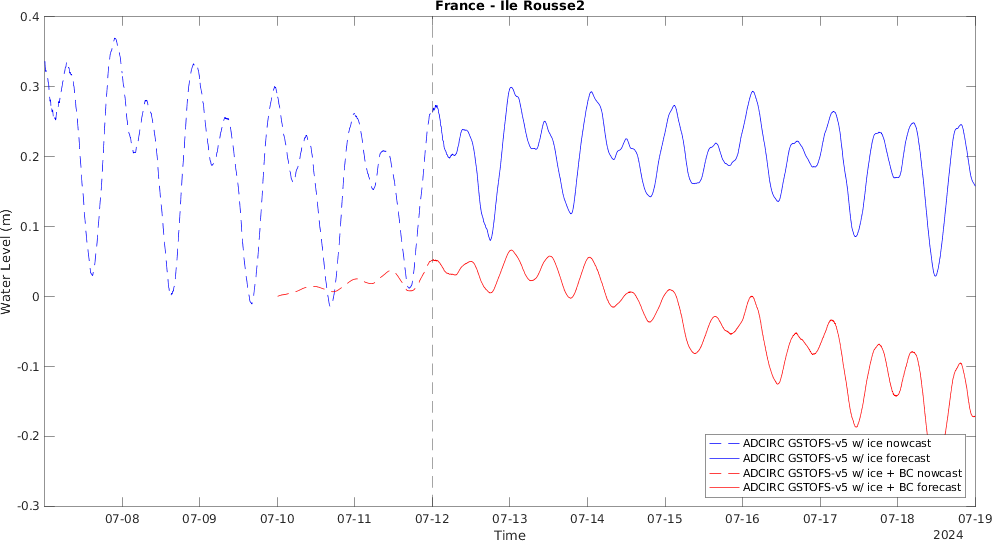 France - Ile Rousse2
0.4
0.3
0.2
0.1
0
-0.1
-0.2
-0.3
Water Level (m)
ADCIRC GSTOFS-v5 w/ ice nowcast
ADCIRC GSTOFS-v5 w/ ice forecast
ADCIRC GSTOFS-v5 w/ ice + BC nowcast
ADCIRC GSTOFS-v5 w/ ice + BC forecast
07-08 07-09 07-10 07-11 07-12 07-13 07-14 07-15 07-16 07-17 07-18 07-19
Time
2024